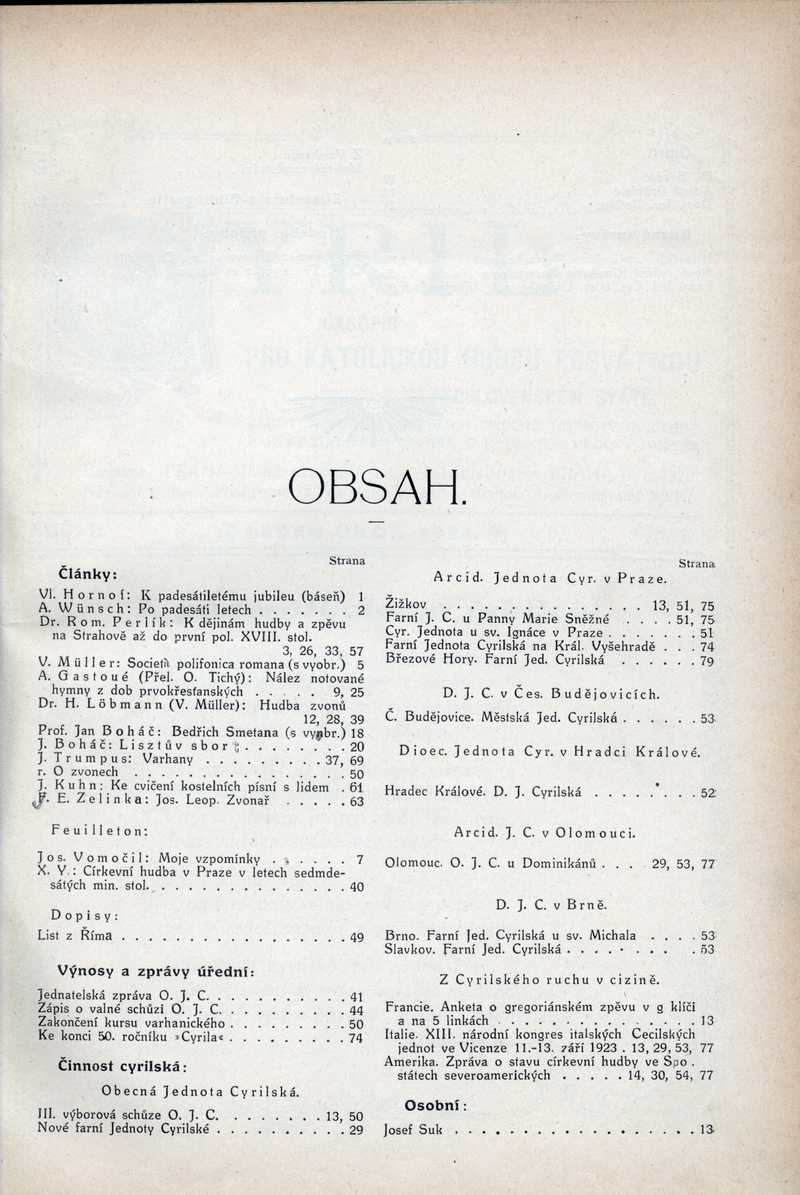 OBSAH.
Strana
Články:
Vl. Hornof: K padesátiletému jubileu (báseň) 1
A. Wünsch: Po padesáti letech . . . . . . . 2
Dr. Rom. Perlík: K dějinám hudby a zpěvu
na Strahově až do první pol. XVIII. stol.
3, 26, 33, 57
V. Müller: Societa polifonica romana (s vyobr.) 5
A. Gastoué (Přel. O. Tichý): Nález notované
hymny z dob prvokřesťanských . . . . . 9, 25
Dr. H. Löbmann (V. Müller): Hudba zvonů
12, 28, 39
Prof. Jan Boháč: Bedřich Smetana (s vyobr.) 18
J. Boháč: Lisztův sbor . . . . . . . . 20
J. Trumpus: Varhany . . . . . . . . . 37, 69
r. O zvonech . . . . . . . . . . . . . . . 50
J. Kuhn: Ke cvičení kostelních písní s lidem . 61
F. E. Zelinka: Jos. Leop. Zvonař . . . . . 63
Feuilleton:
Jos. Vomočil: Moje vzpomínky . . . . . . 7
X. Y.: Církevní hudba v Praze v letech sedmde-
sátých min. stol. . . . . . . . . . . . . . . 40
Dopisy:
List z Říma . . . . . . . . . . . . . . . . . 49
Výnosy a zprávy úřední:
Jednatelská zpráva O. J. C. . . . . . . . . . 41
Zápis o valné schůzi O. J. C. . . . . . . . . . 44
Zakončení kursu varhanického . . . . . . . . . 50
Ke konci 50. ročníku »Cyrila« . . . . . . . . . 74
Činnost cyrilská:
Obecná Jednota Cyrilská.
III. výborová schůze O. J. C. . . . . . . . 13, 50
Nové farní Jednoty Cyrilské . . . . . . . . . . 29
Strana
Arcid. Jednota Cyr. v Praze.
Žižkov . . . . . . . . . . . . . . . 13, 51, 75
Farní J. C. u Panny Marie Sněžné . . . . 51, 75
Cyr. Jednota u sv. Ignáce v Praze . . . . . . . 51
Farní Jednota Cyrilská na Král. Vyšehradě . . . 74
Březové Hory. Farní Jed. Cyrilská . . . . . . 79
D. J. C. v Čes. Budějovicích.
Č. Budějovice. Městská Jed. Cyrilská . . . . . . 53
Dioec. Jednota Cyr. v Hradci Králové.
Hradec Králové. D. J. Cyrilská . . . . . . . . 52
Arcid. J. C. v Olomouci.
Olomouc. O. J. C. u Dominikánů . . . . 29, 53, 77
D. J. C. v Brně.
Brno. Farní Jed. Cyrilská u sv. Michala . . . . 53
Slavkov. Farní Jed. Cyrilská . . . . . . . . 53
Z Cyrilského ruchu v cizině.
Francie. Anketa o gregoriánském zpěvu v g klíči
a na 5 linkách . . . . . . . . . . . . . . . 13
Italie. XIII. národní kongres italských Cecilských
jednot ve Vicenze 11.-13. září 1923 . 13, 29, 53, 77
Amerika. Zpráva o stavu církevní hudby ve Spo .
státech severoamerických . . . . . 14, 30, 54, 77
Osobní:
Josef Suk . . . . . . . . . . . . . . . . . . 13